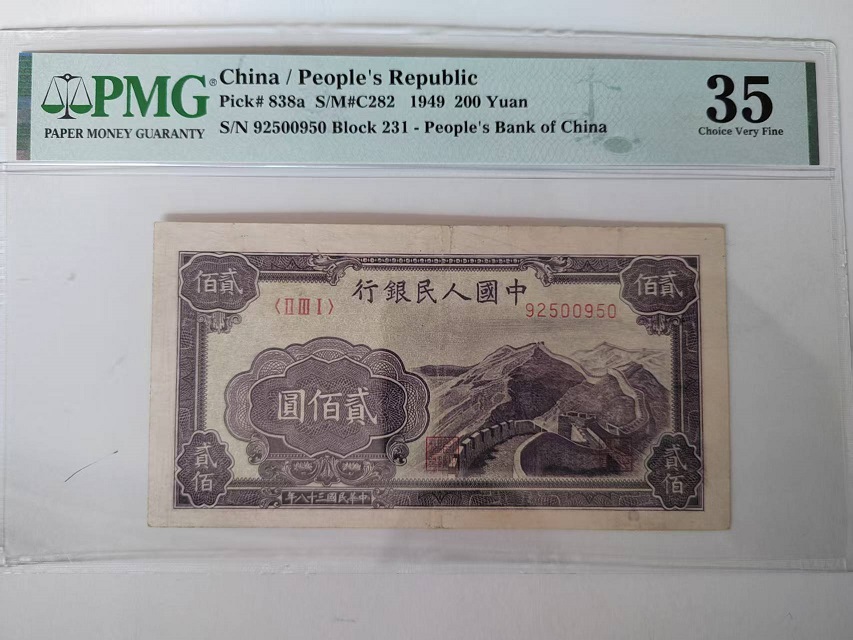 PMG®
PAPER MONEY GUARANTY
China / People's Republic
Pick# 838a S/M#C282 1949 200 Yuan
S/N 92500950 Block 231 - People's Bank of China
35
Choice Very Fine
貳佰
中國人民銀行
貳佰
〈II III I〉
92500950
貳佰圓
貳佰
貳佰
中華民國三十八年